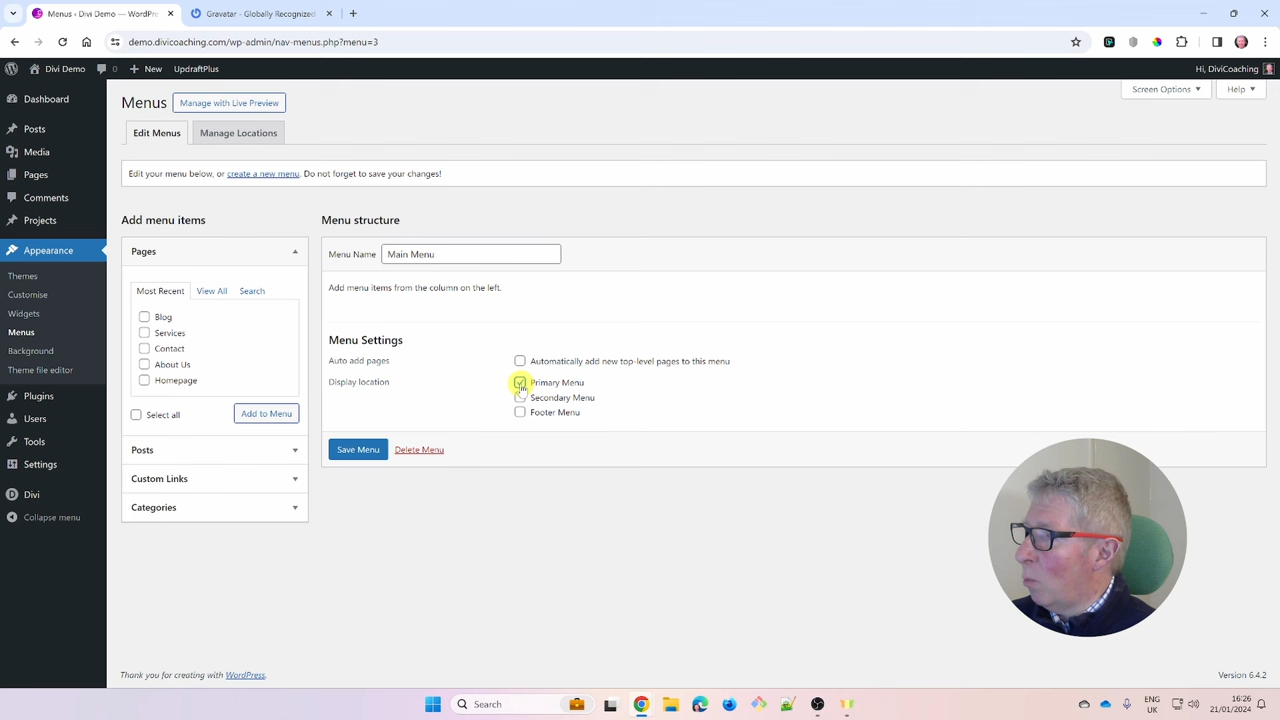 Menus ‹ Divi Demo — WordPre
Gravatar - Globally Recognized
demo.divicoaching.com/wp-admin/nav-menus.php?menu=3
Divi Demo
0
New
UpdraftPlus
Hi, DiviCoaching
Dashboard
Posts
Media
Pages
Comments
Projects
Appearance
Themes
Customise
Widgets
Menus
Background
Theme file editor
Plugins
Users
Tools
Settings
Divi
Collapse menu
Screen Options
Help
Menus
Manage with Live Preview
Edit Menus
Manage Locations
Edit your menu below, or create a new menu. Do not forget to save your changes!
Add menu items
Pages
Most Recent
View All
Search
Blog
Services
Contact
About Us
Homepage
Select all
Add to Menu
Posts
Custom Links
Categories
Menu structure
Menu Name
Main Menu
Add menu items from the column on the left.
Menu Settings
Auto add pages
Automatically add new top-level pages to this menu
Display location
Primary Menu
Secondary Menu
Footer Menu
Save Menu
Delete Menu
Thank you for creating with WordPress.
Version 6.4.2
Search
ENG
UK
16:26
21/01/2024